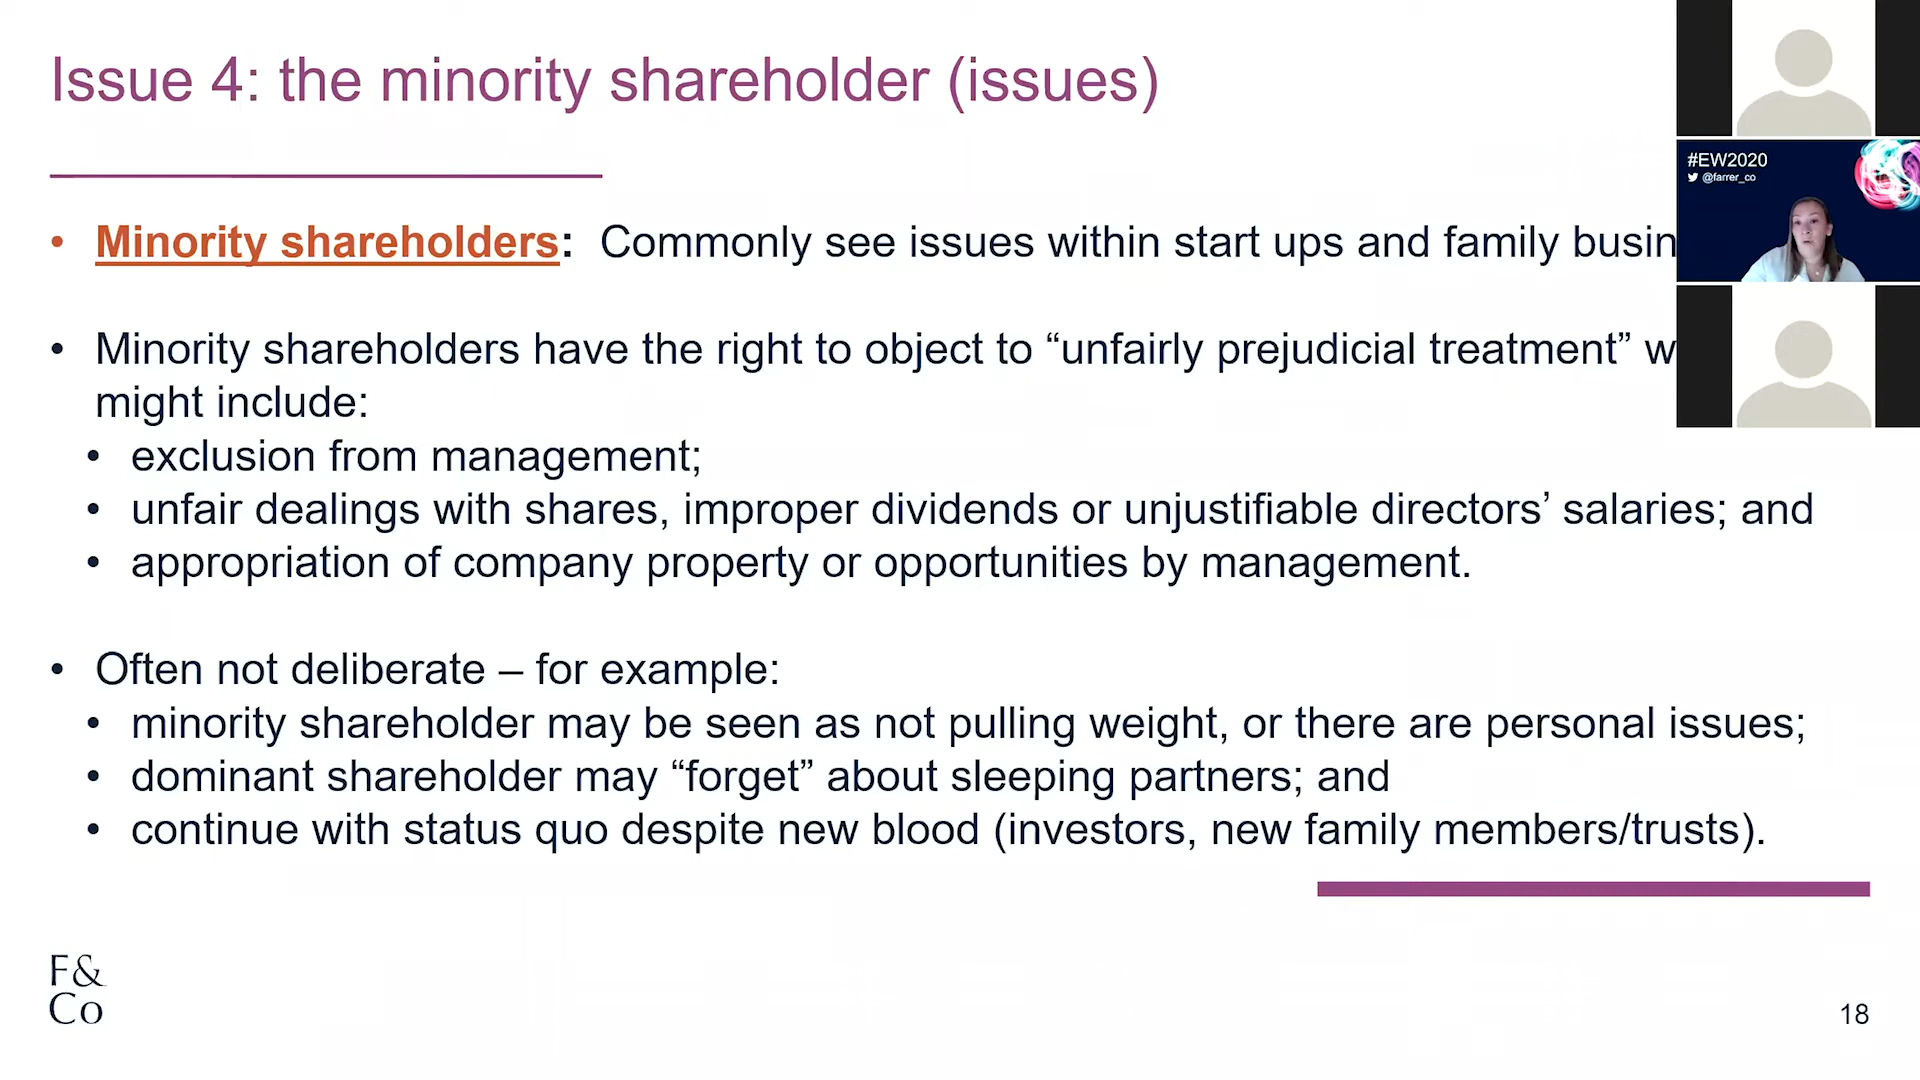 Issue 4: the minority shareholder (issues)
#EW2020
@farrer_co
• Minority shareholders: Commonly see issues within start ups and family
• Minority shareholders have the right to object to “unfairly prejudicial treatment”
might include:
• exclusion from management;
• unfair dealings with shares, improper dividends or unjustifiable directors’ salaries; and
• appropriation of company property or opportunities by management.
• Often not deliberate – for example:
• minority shareholder may be seen as not pulling weight, or there are personal issues;
• dominant shareholder may “forget” about sleeping partners; and
• continue with status quo despite new blood (investors, new family members/trusts).
F&
Co
18